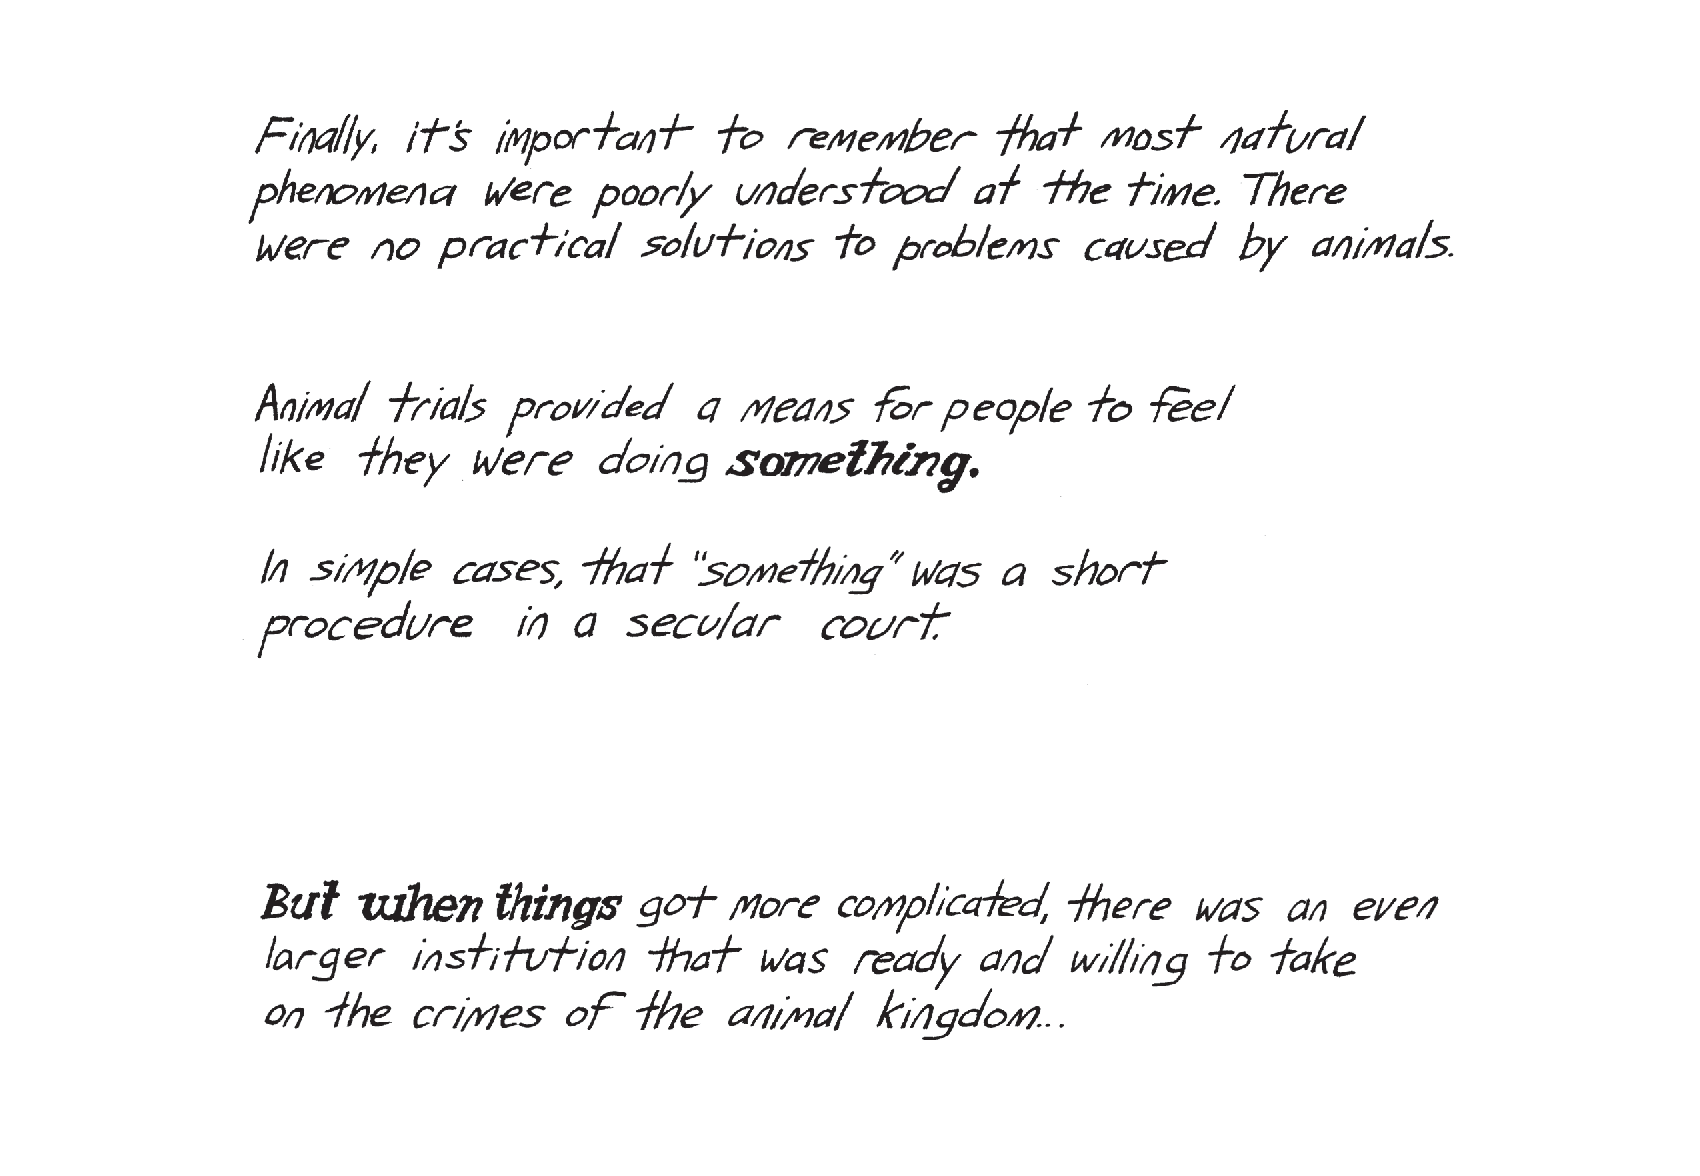 Finally, it's important to remember that most natural
phenomena were poorly understood at the time. There
were no practical solutions to problems caused by animals.
Animal trials provided a means for people to feel
like they were doing something.
In simple cases, that "something" was a short
procedure in a secular court.
But when things got more complicated, there was an even
larger institution that was ready and willing to take
on the crimes of the animal kingdom...